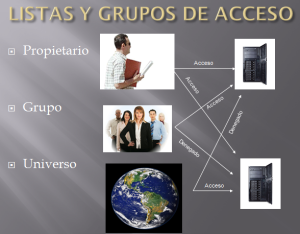 LISTAS Y GRUPOS DE ACCESO
Propietario
Acceso
Acceso
Grupo
Acceso
Denegado
Denegado
Universo
Acceso